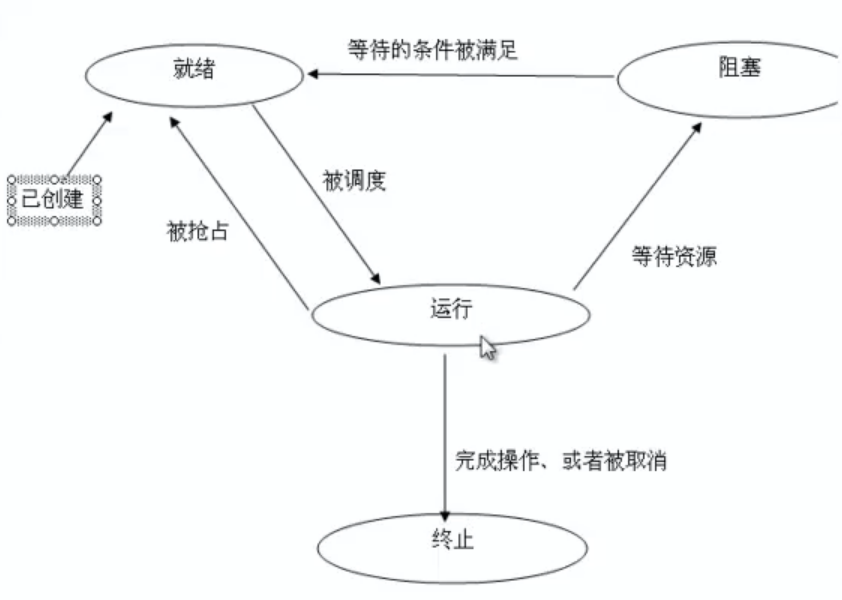 等待的条件被满足
就绪
阻塞
已创建
被调度
被抢占
等待资源
运行
完成操作、或者被取消
终止